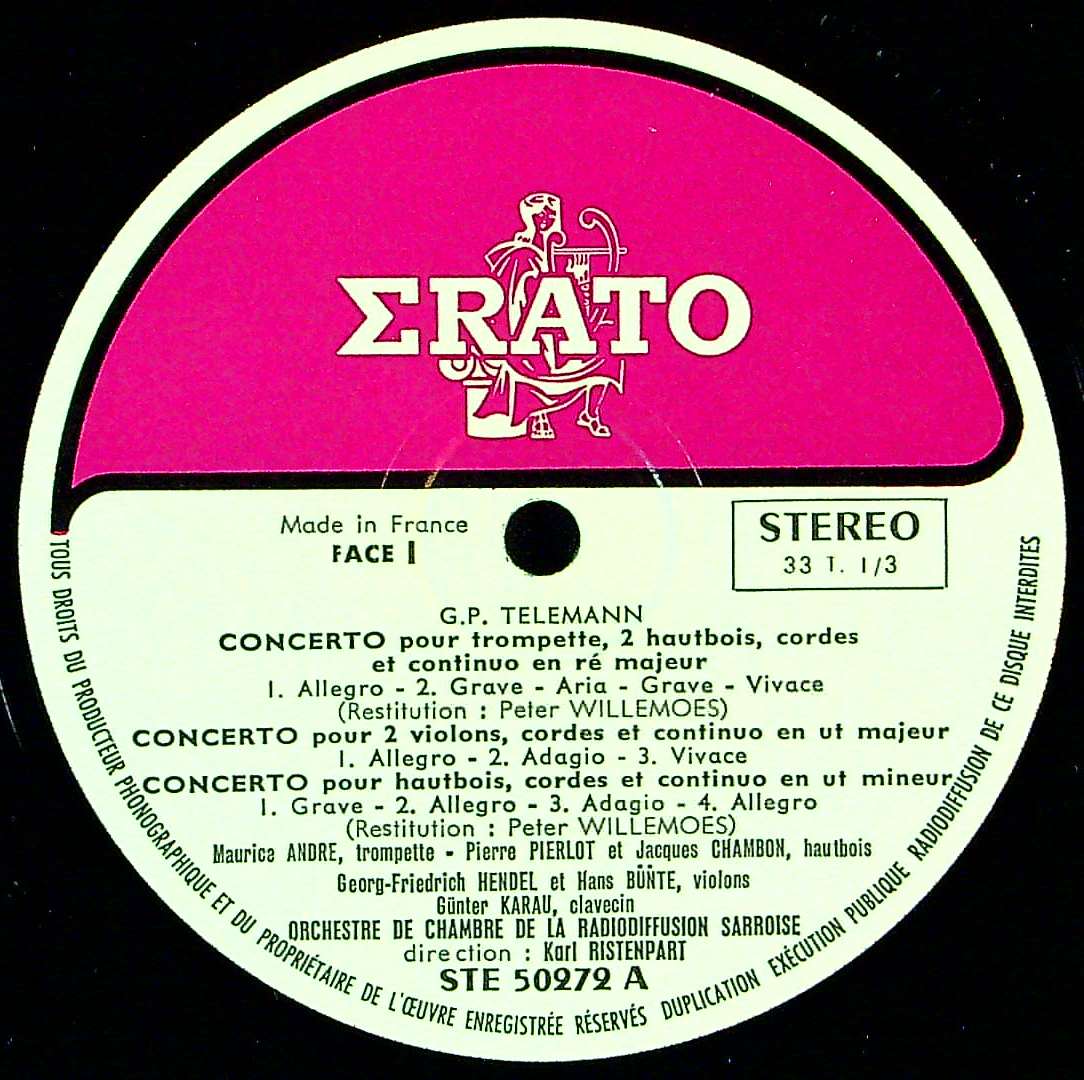 ΣRATO
Made in France
FACE I
STEREO
33 T. 1/3
G.P. TELEMANN
CONCERTO pour trompette, 2 hautbois, cordes
et continuo en ré majeur
1. Allegro - 2. Grave - Aria - Grave - Vivace
(Restitution : Peter WILLEMOES)
CONCERTO pour 2 violons, cordes et continuo en ut majeur
1. Allegro - 2. Adagio - 3. Vivace
CONCERTO pour hautbois, cordes et continuo en ut mineur
1. Grave - 2. Allegro - 3. Adagio - 4. Allegro
(Restitution : Peter WILLEMOES)
Maurice ANDRE, trompette - Pierre PIERLOT et Jacques CHAMBON, hautbois
Georg-Friedrich HENDEL et Hans BÜNTE, violons
Günter KARAU, clavecin
ORCHESTRE DE CHAMBRE DE LA RADIODIFFUSION SARROISE
direction : Karl RISTENPART
STE 50272 A
TOUS DROITS DU PRODUCTEUR PHONOGRAPHIQUE ET DU PROPRIÉTAIRE DE L'ŒUVRE ENREGISTRÉE RÉSERVÉS DUPLICATION EXÉCUTION PUBLIQUE RADIODIFFUSION DE CE DISQUE INTERDITES